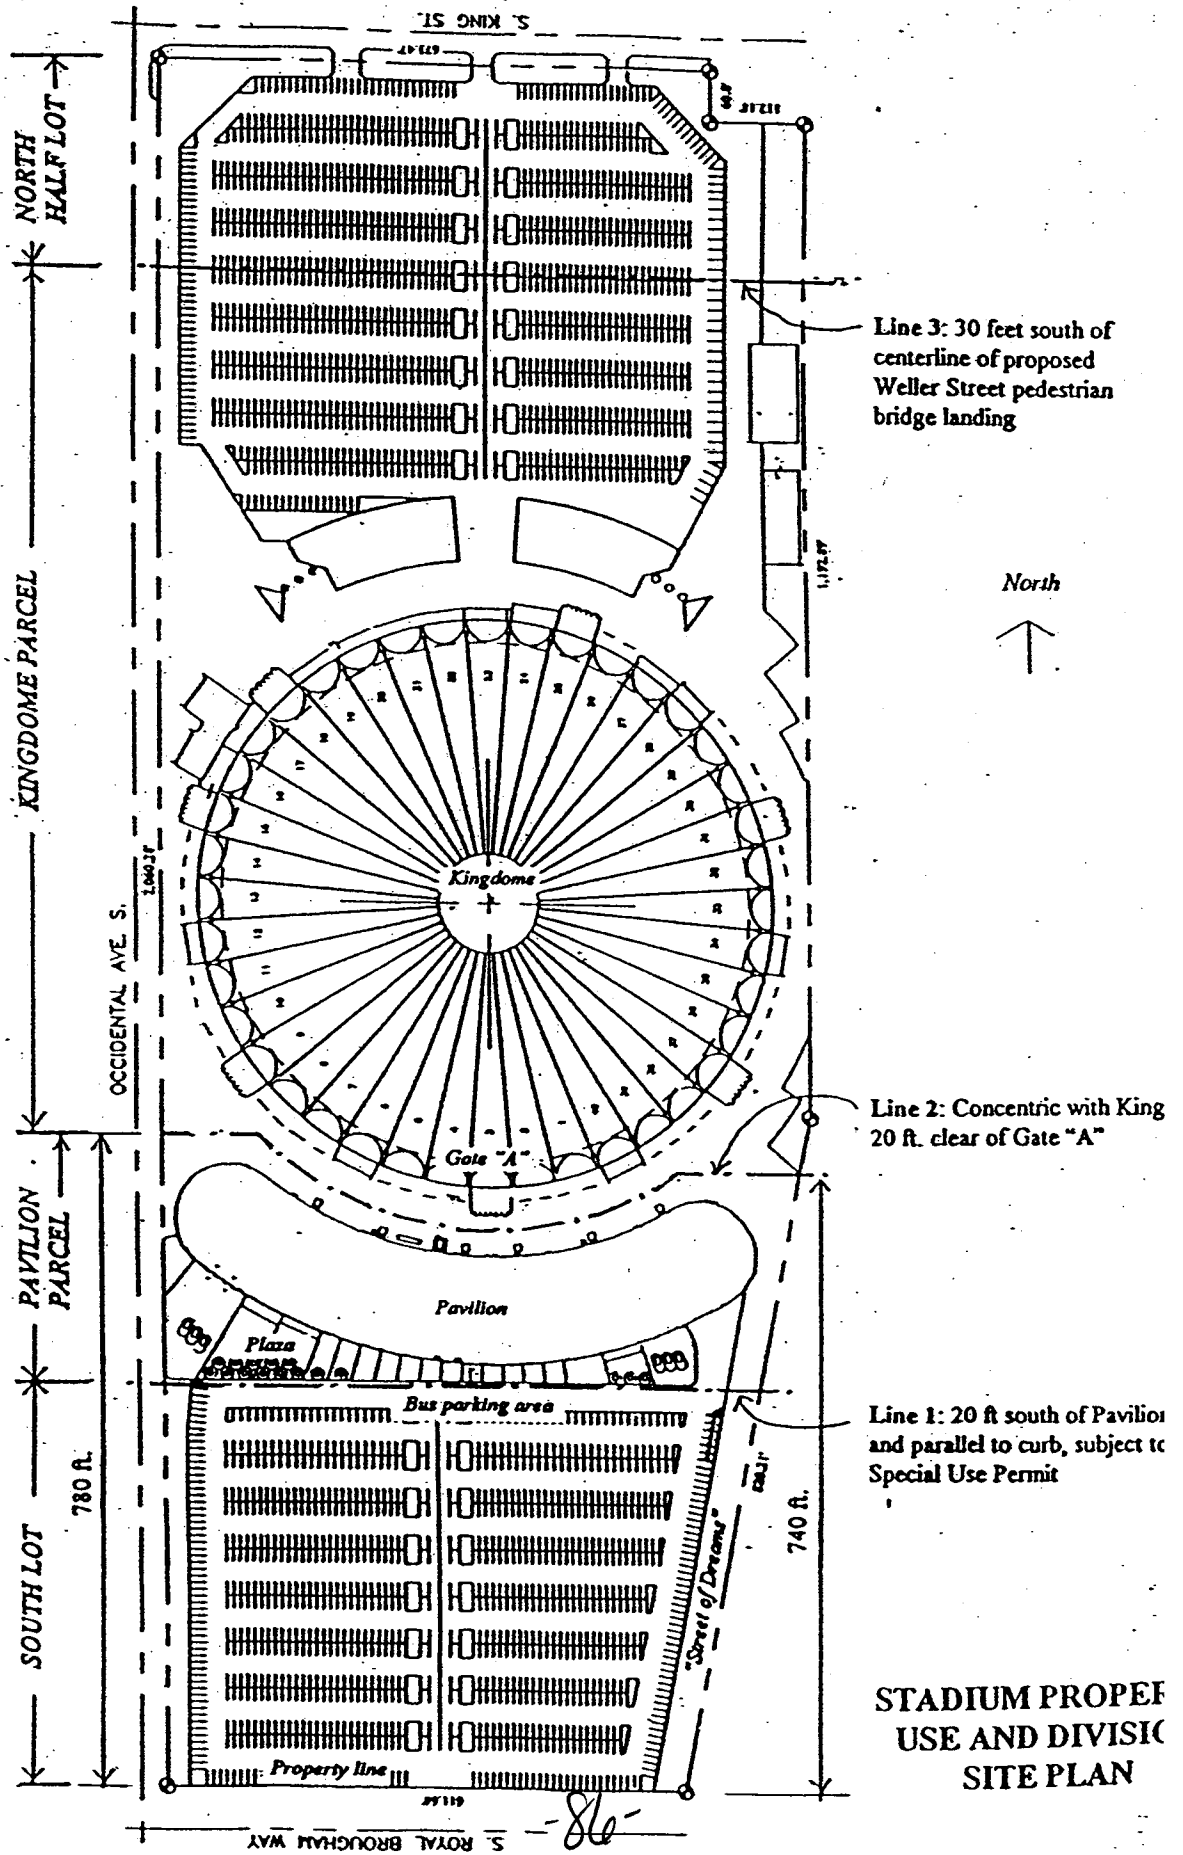 S. KING ST.
NORTH
HALF LOT
112.18'
Line 3: 30 feet south of
centerline of proposed
Weller Street pedestrian
bridge landing
North
KINGDOME PARCEL
OCCIDENTAL AVE. S.
Kingdome
Gate "A"
Line 2: Concentric with King
20 ft. clear of Gate "A"
PAVILION
PARCEL
Pavilion
Plaza
Bus parking area
Line 1: 20 ft south of Pavilion
and parallel to curb, subject to
Special Use Permit
SOUTH LOT
780 ft.
740 ft.
"Street of Dreams"
Property line
S. ROYAL BROUGHAM WAY
-86-
STADIUM PROPER
USE AND DIVISIO
SITE PLAN